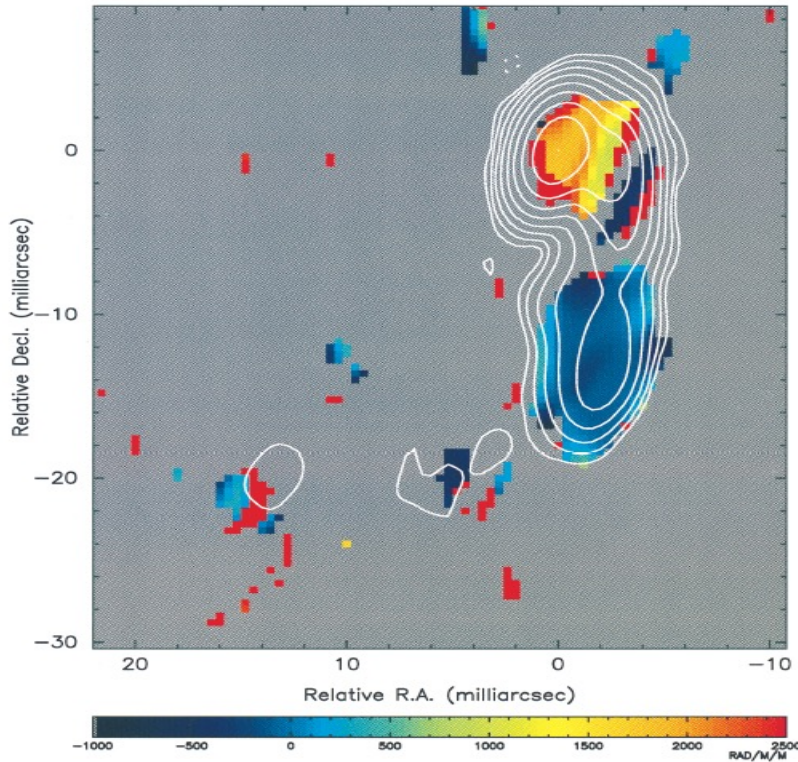 0
−10
−20
−30
Relative Decl. (milliarcsec)
20 10 0 −10
Relative R.A. (milliarcsec)
−1000 −500 0 500 1000 1500 2000 2500
RAD/M/M